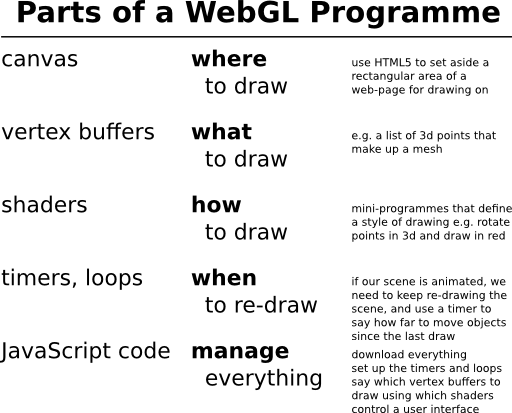 Parts of a WebGL Programme
canvas
where
to draw
use HTML5 to set aside a
rectangular area of a
web-page for drawing on
vertex buffers
what
to draw
e.g. a list of 3d points that
make up a mesh
shaders
how
to draw
mini-programmes that define
a style of drawing e.g. rotate
points in 3d and draw in red
timers, loops
when
to re-draw
if our scene is animated, we
need to keep re-drawing the
scene, and use a timer to
say how far to move objects
since the last draw
JavaScript code
manage
everything
download everything
set up the timers and loops
say which vertex buffers to
draw using which shaders
control a user interface